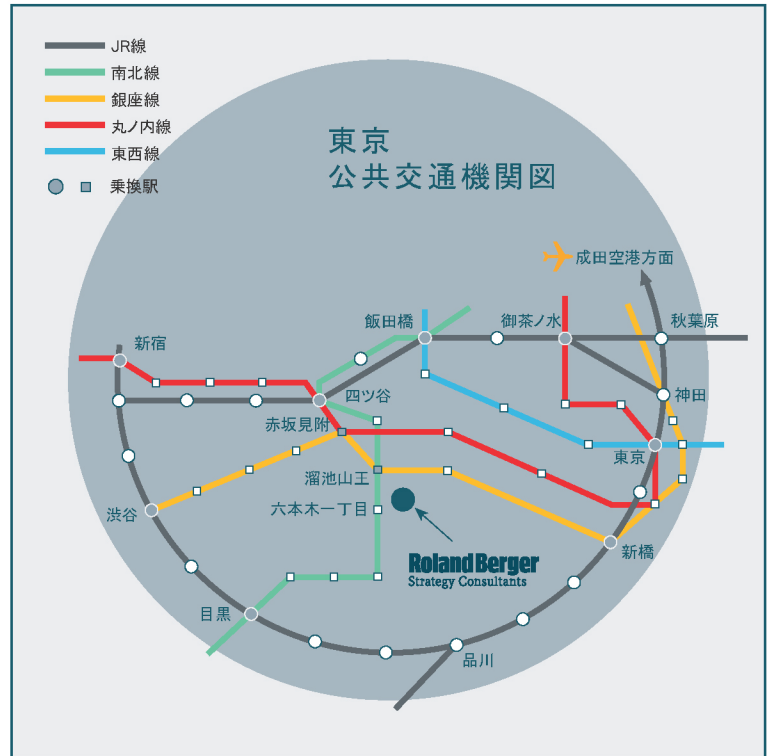 JR線
南北線
銀座線
丸ノ内線
東西線
乗換駅
東京
公共交通機関図
成田空港方面
飯田橋
御茶ノ水
秋葉原
新宿
四ツ谷
神田
赤坂見附
東京
溜池山王
渋谷
六本木一丁目
新橋
Roland Berger
Strategy Consultants
目黒
品川